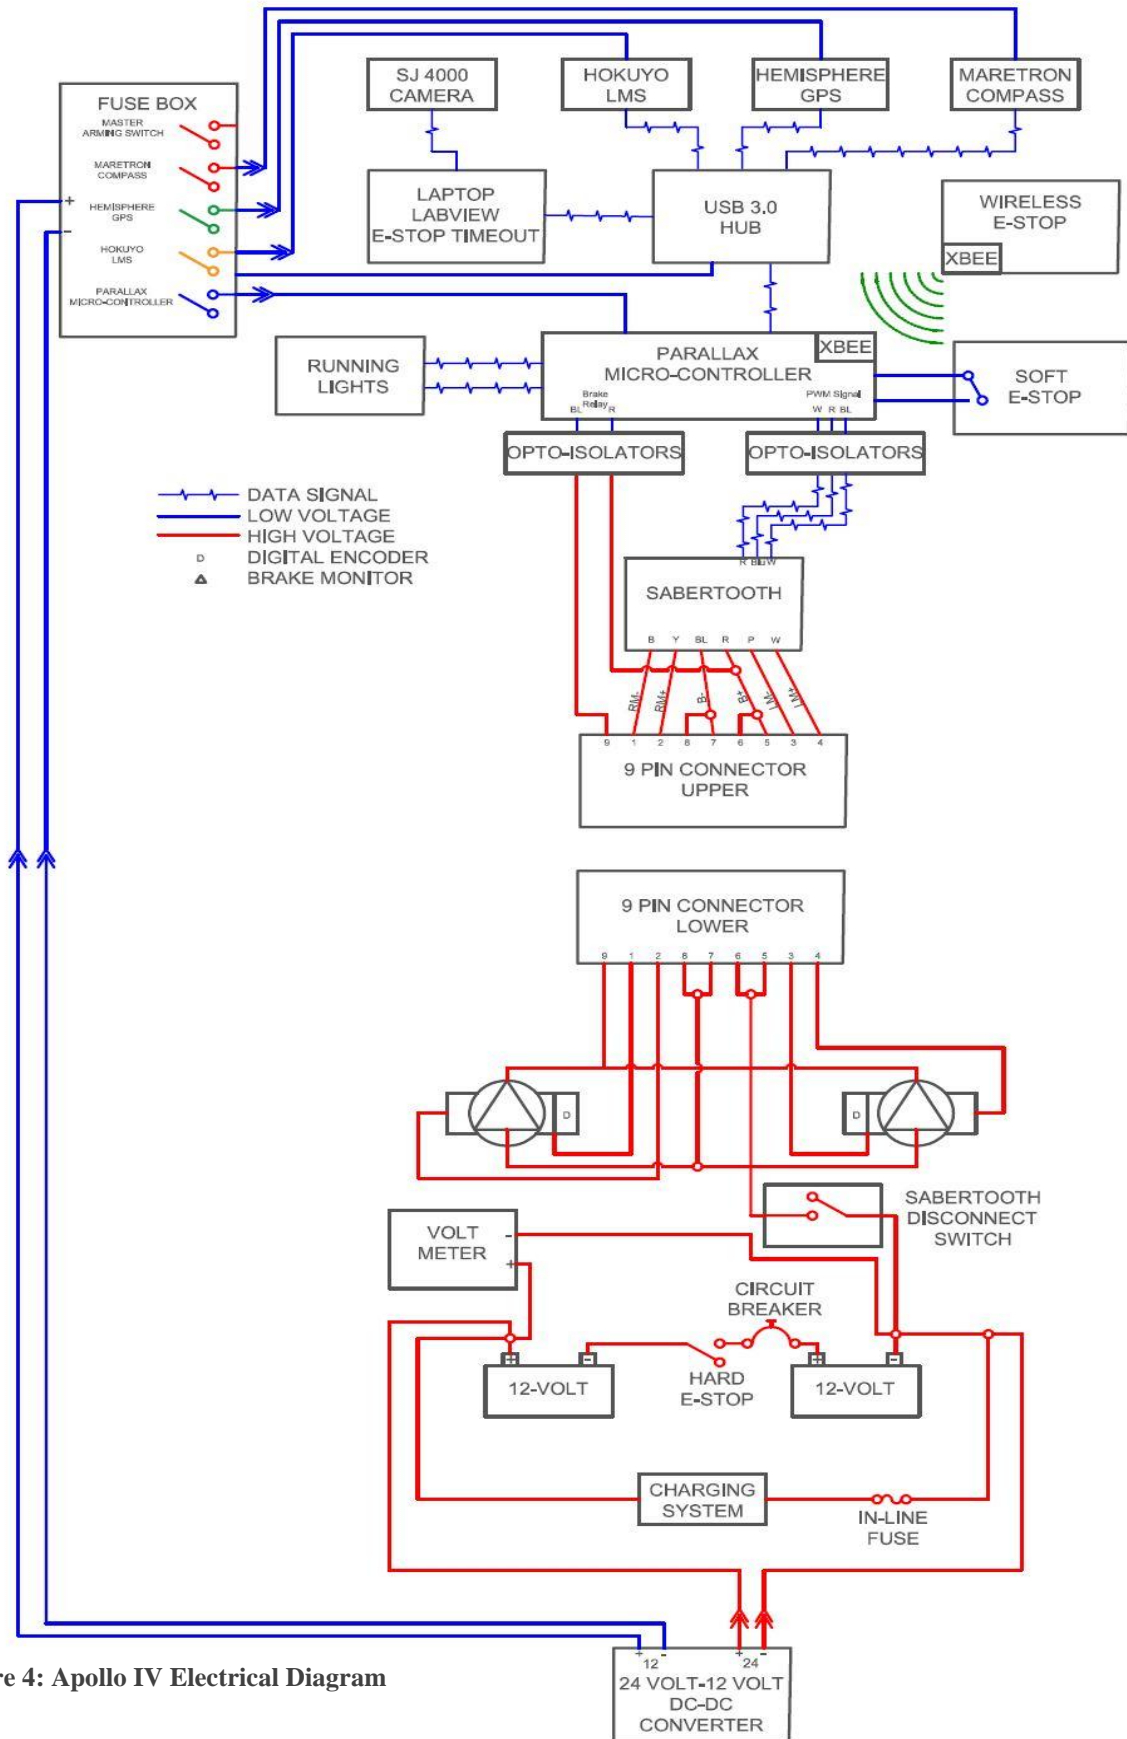 SJ 4000
CAMERA
HOKUYO
LMS
HEMISPHERE
GPS
MARETRON
COMPASS
FUSE BOX
MASTER
ARMING SWITCH
MARETRON
COMPASS
+
HEMISPHERE
GPS
-
HOKUYO
LMS
PARALLAX
MICRO-CONTROLLER
LAPTOP
LABVIEW
E-STOP TIMEOUT
USB 3.0
HUB
WIRELESS
E-STOP
XBEE
RUNNING
LIGHTS
PARALLAX
MICRO-CONTROLLER
XBEE
Brake
Relay
BL R
PWM Signal
W R BL
SOFT
E-STOP
OPTO-ISOLATORS
OPTO-ISOLATORS
DATA SIGNAL
LOW VOLTAGE
HIGH VOLTAGE
D DIGITAL ENCODER
BRAKE MONITOR
R Blu W
SABERTOOTH
B Y BL R P W
RM- RM+ B- B+ LM- LM+
9 1 2 8 7 6 5 3 4
9 PIN CONNECTOR
UPPER
9 PIN CONNECTOR
LOWER
9 1 2 8 7 6 5 3 4
D
D
SABERTOOTH
DISCONNECT
SWITCH
VOLT
METER
-
+
CIRCUIT
BREAKER
+ -
12-VOLT
HARD
E-STOP
+ -
12-VOLT
CHARGING
SYSTEM
IN-LINE
FUSE
+ 12 -
+ 24 -
24 VOLT-12 VOLT
DC-DC
CONVERTER
re 4: Apollo IV Electrical Diagram